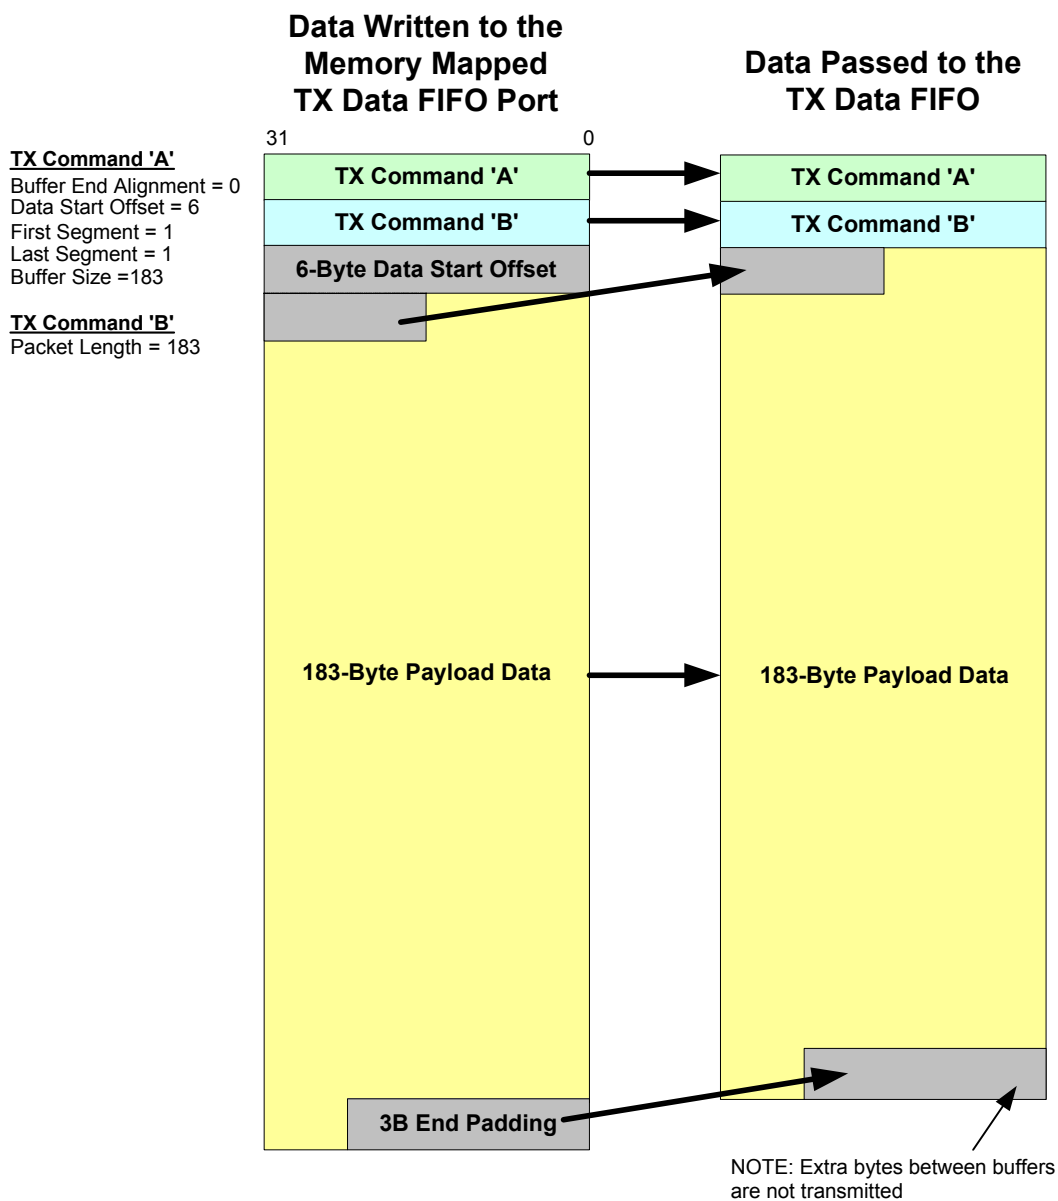 Data Written to the
Memory Mapped
TX Data FIFO Port
Data Passed to the
TX Data FIFO
31
0
TX Command 'A'
Buffer End Alignment = 0
Data Start Offset = 6
First Segment = 1
Last Segment = 1
Buffer Size =183
TX Command 'B'
Packet Length = 183
TX Command 'A'
TX Command 'B'
6-Byte Data Start Offset
183-Byte Payload Data
3B End Padding
TX Command 'A'
TX Command 'B'
183-Byte Payload Data
NOTE: Extra bytes between buffers
are not transmitted